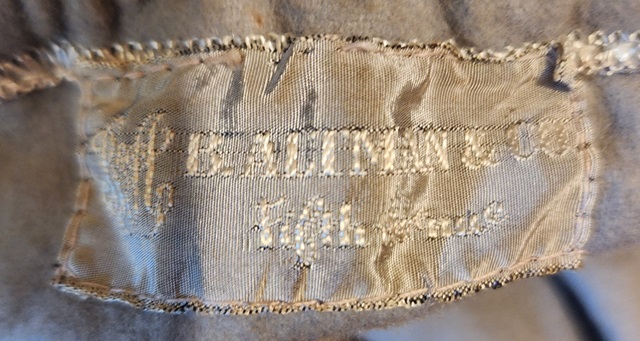 B. ALTMAN & CO
Fifth Avenue